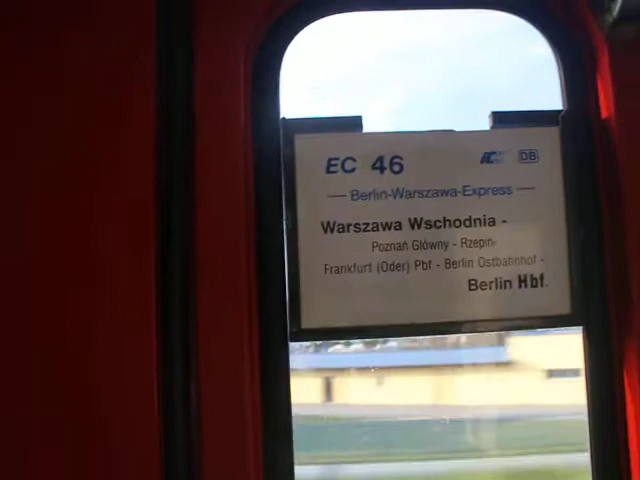 EC 46
IC DB
Berlin-Warszawa-Express
Warszawa Wschodnia -
Poznań Główny - Rzepin-
Frankfurt (Oder) Pbf - Berlin Ostbahnhof -
Berlin Hbf.